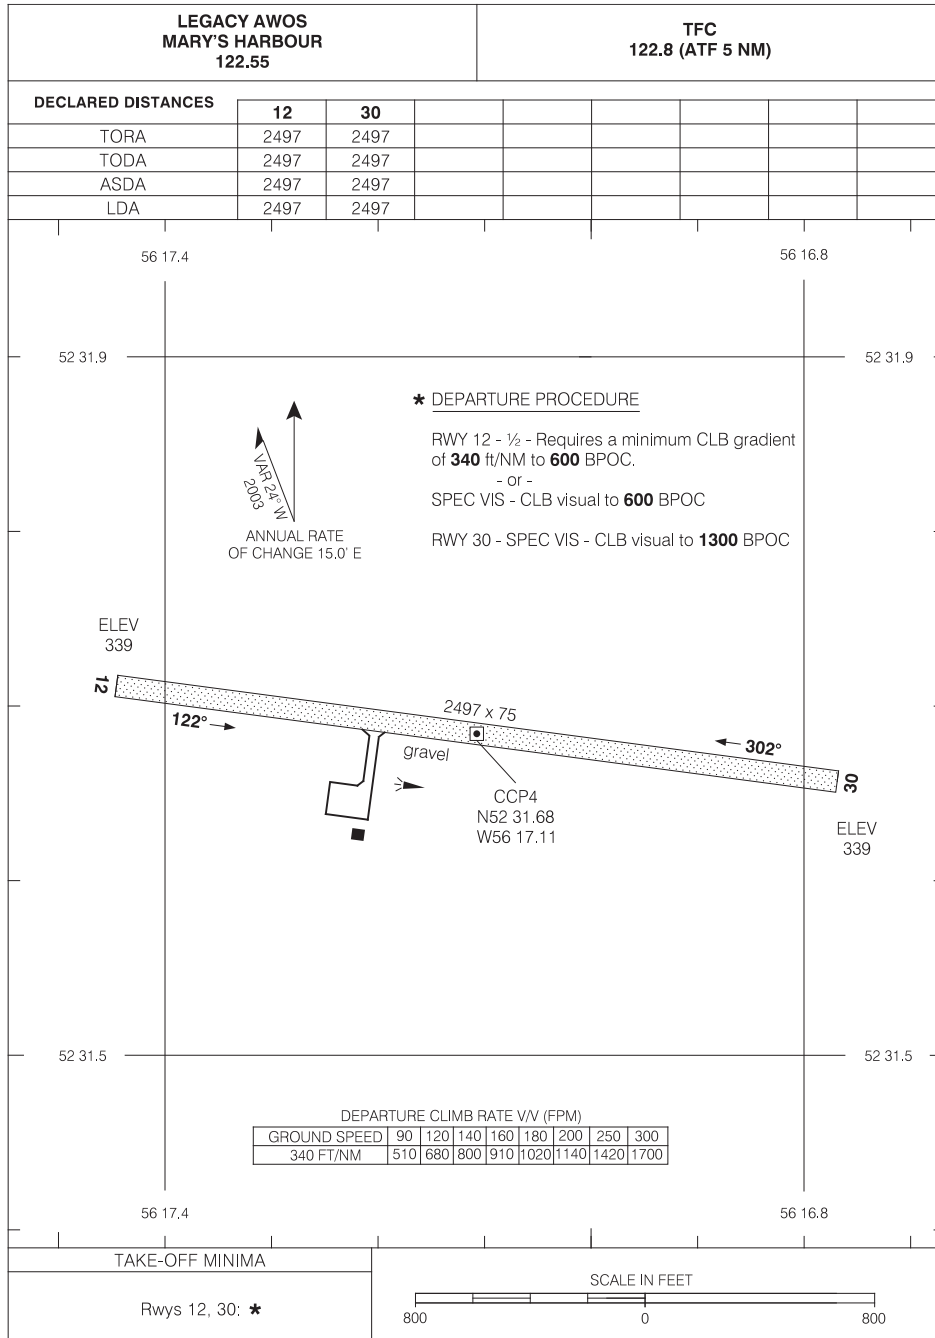 LEGACY AWOS
MARY'S HARBOUR
122.55
TFC
122.8 (ATF 5 NM)
DECLARED DISTANCES 12 30
TORA 2497 2497
TODA 2497 2497
ASDA 2497 2497
LDA 2497 2497
56 17.4 56 16.8
52 31.9 52 31.9
* DEPARTURE PROCEDURE
RWY 12 - ½ - Requires a minimum CLB gradient
of 340 ft/NM to 600 BPOC.
- or -
SPEC VIS - CLB visual to 600 BPOC
RWY 30 - SPEC VIS - CLB visual to 1300 BPOC
VAR 24° W
2003
ANNUAL RATE
OF CHANGE 15.0' E
ELEV
339
12
122°
2497 x 75
gravel
302°
30
CCP4
N52 31.68
W56 17.11
ELEV
339
52 31.5 52 31.5
DEPARTURE CLIMB RATE V/V (FPM)
GROUND SPEED 90 120 140 160 180 200 250 300
340 FT/NM 510 680 800 910 1020 1140 1420 1700
56 17.4 56 16.8
TAKE-OFF MINIMA
Rwys 12, 30: *
SCALE IN FEET
800 0 800